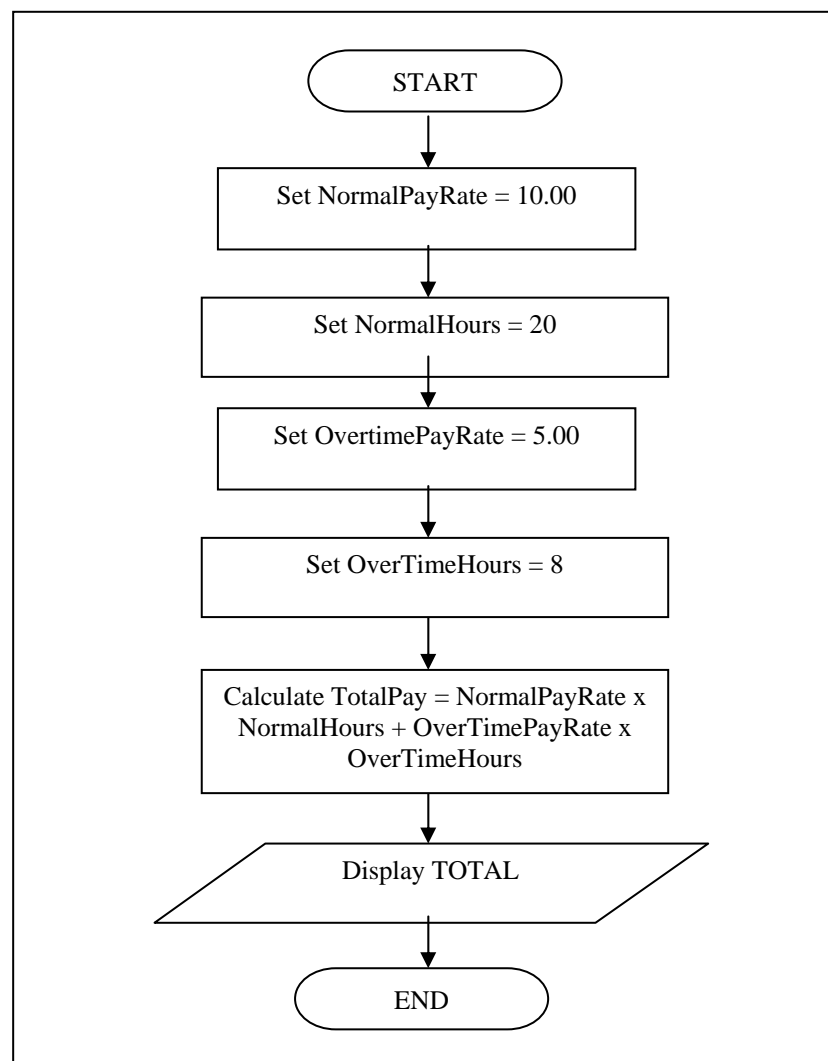 START
Set NormalPayRate = 10.00
Set NormalHours = 20
Set OvertimePayRate = 5.00
Set OverTimeHours = 8
Calculate TotalPay = NormalPayRate x
NormalHours + OverTimePayRate x
OverTimeHours
Display TOTAL
END